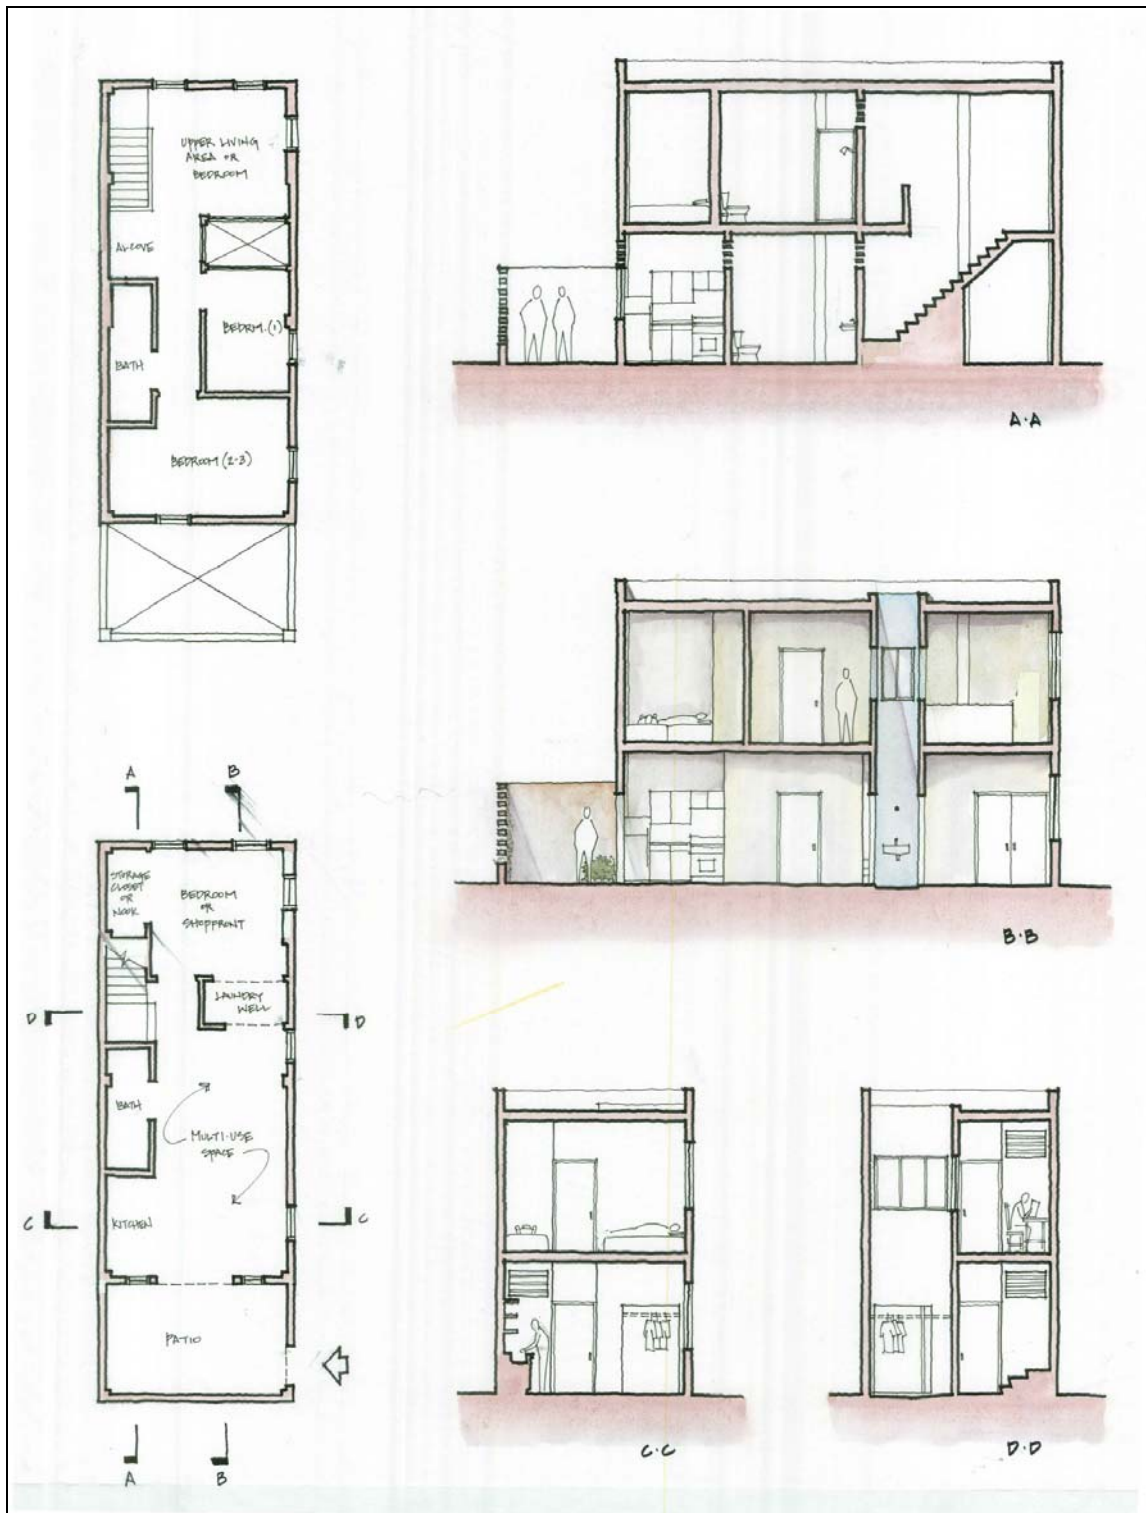 UPPER LIVING
AREA OR
BEDROOM
ALCOVE
BEDRM. (1)
BATH
BEDROOM (2-3)
A·A
B·B
A
B
STORAGE
CLOSET
OR
NOOK
BEDROOM
OR
SHOPFRONT
LAUNDRY
WELL
D
D
BATH
MULTI-USE
SPACE
C
C
KITCHEN
PATIO
A
B
C·C
D·D